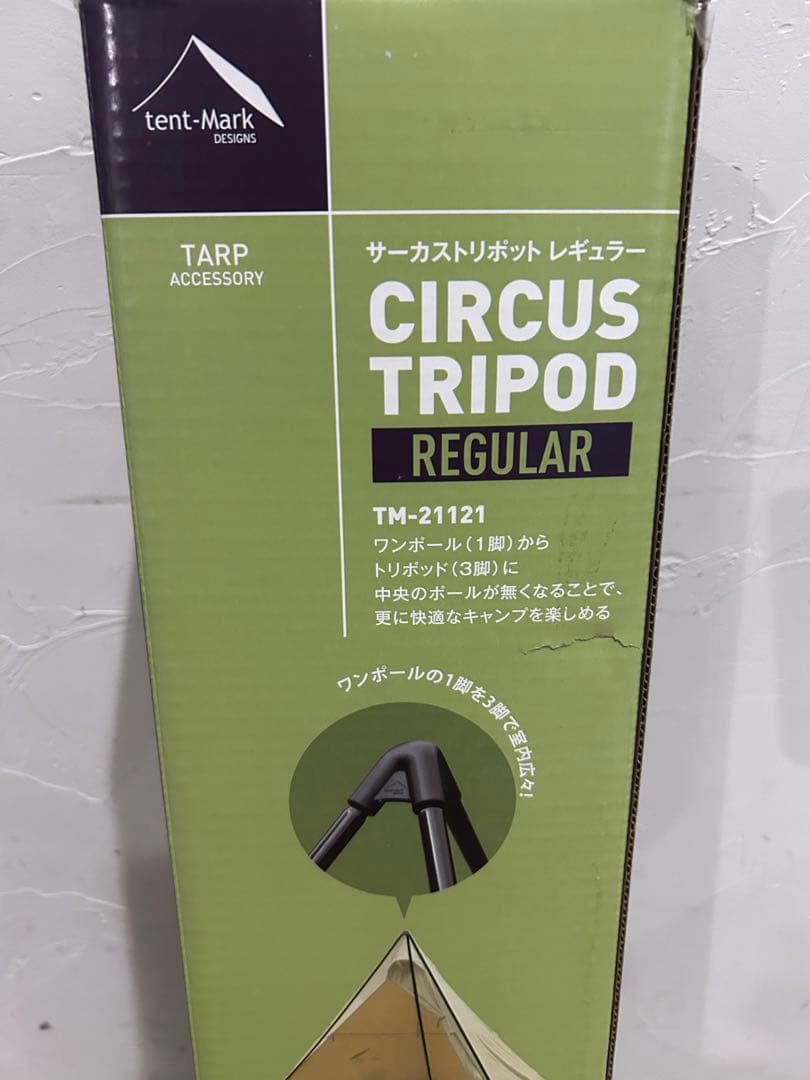 tent-Mark
DESIGNS
TARP
ACCESSORY
サーカストリポット レギュラー
CIRCUS
TRIPOD
REGULAR
TM-21121
ワンポール(1脚)から
トリポッド(3脚)に
中央のポールが無くなることで、
更に快適なキャンプを楽しめる
ワンポールの1脚を3脚で室内広々!